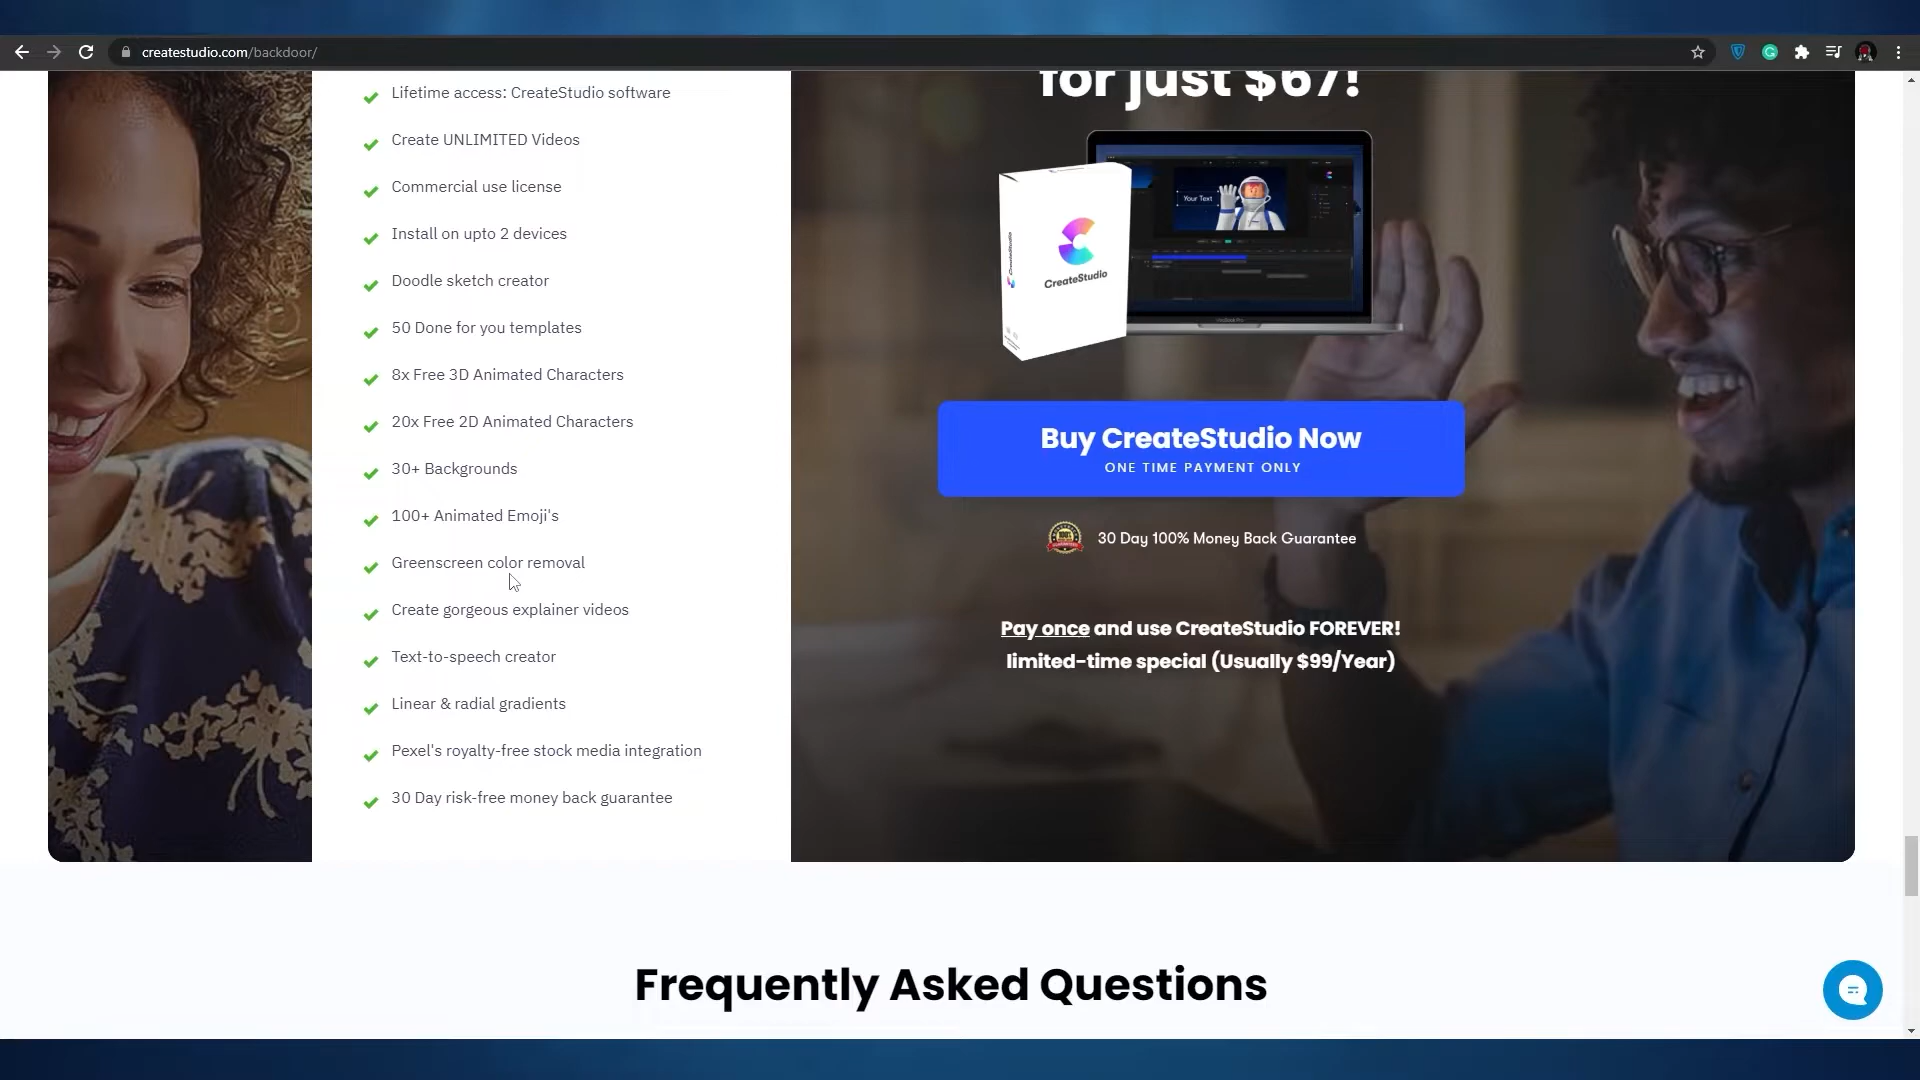 createstudio.com/backdoor/
Lifetime access: CreateStudio software
Create UNLIMITED Videos
Commercial use license
Install on upto 2 devices
Doodle sketch creator
50 Done for you templates
8x Free 3D Animated Characters
20x Free 2D Animated Characters
30+ Backgrounds
100+ Animated Emoji's
Greenscreen color removal
Create gorgeous explainer videos
Text-to-speech creator
Linear & radial gradients
Pexel's royalty-free stock media integration
30 Day risk-free money back guarantee
for just $67!
Your Text
CreateStudio
CreateStudio
Buy CreateStudio Now
ONE TIME PAYMENT ONLY
30 Day 100% Money Back Guarantee
Pay once and use CreateStudio FOREVER!
limited-time special (Usually $99/Year)
Frequently Asked Questions